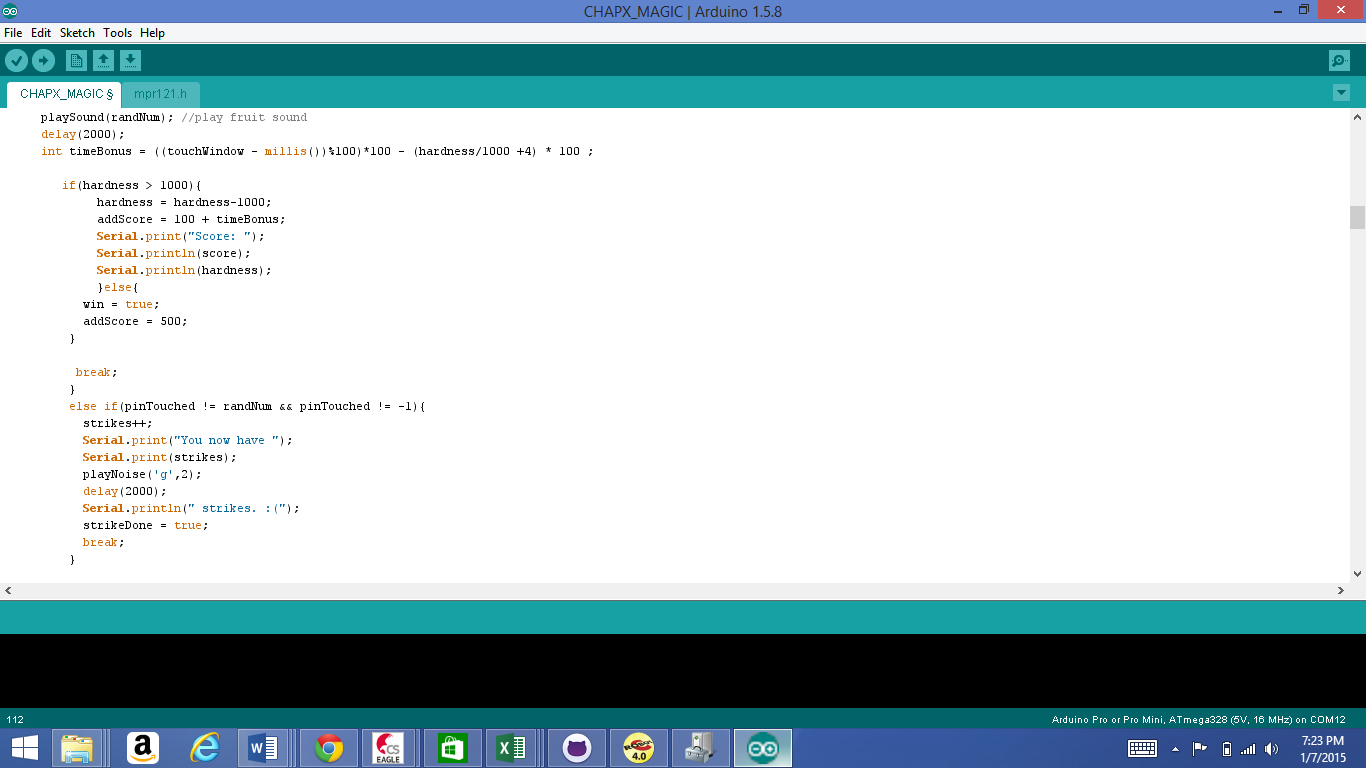 CHAPX_MAGIC | Arduino 1.5.8
File Edit Sketch Tools Help
CHAPX_MAGIC § mpr121.h
playSound(randNum); //play fruit sound
delay(2000);
int timeBonus = ((touchWindow - millis())%100)*100 - (hardness/1000 +4) * 100 ;
if(hardness > 1000){
hardness = hardness-1000;
addScore = 100 + timeBonus;
Serial.print("Score: ");
Serial.println(score);
Serial.println(hardness);
}else{
win = true;
addScore = 500;
}
break;
}
else if(pinTouched != randNum && pinTouched != -1){
strikes++;
Serial.print("You now have ");
Serial.print(strikes);
playNoise('g',2);
delay(2000);
Serial.println(" strikes. :(");
strikeDone = true;
break;
}
112 Arduino Pro or Pro Mini, ATmega328 (5V, 16 MHz) on COM12
CS
EAGLE
4.0
7:23 PM
1/7/2015